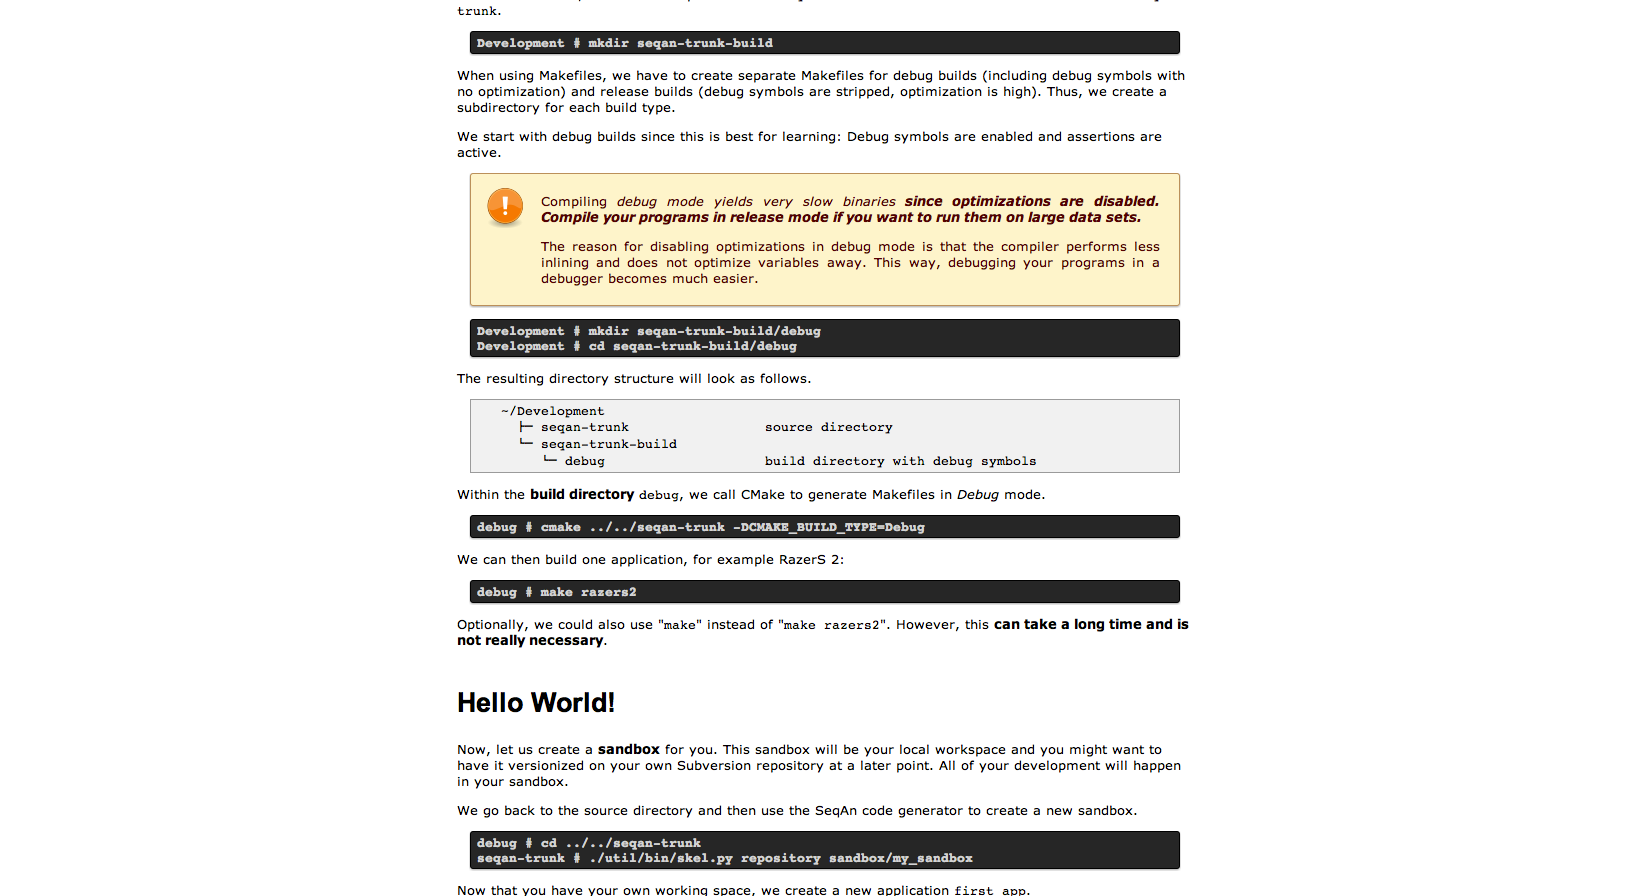 trunk.
Development # mkdir seqan-trunk-build
When using Makefiles, we have to create separate Makefiles for debug builds (including debug symbols with
no optimization) and release builds (debug symbols are stripped, optimization is high). Thus, we create a
subdirectory for each build type.
We start with debug builds since this is best for learning: Debug symbols are enabled and assertions are
active.
Compiling debug mode yields very slow binaries since optimizations are disabled.
Compile your programs in release mode if you want to run them on large data sets.
The reason for disabling optimizations in debug mode is that the compiler performs less
inlining and does not optimize variables away. This way, debugging your programs in a
debugger becomes much easier.
Development # mkdir seqan-trunk-build/debug
Development # cd seqan-trunk-build/debug
The resulting directory structure will look as follows.
~/Development
├─ seqan-trunk source directory
└─ seqan-trunk-build
└─ debug build directory with debug symbols
Within the build directory debug, we call CMake to generate Makefiles in Debug mode.
debug # cmake ../../seqan-trunk -DCMAKE_BUILD_TYPE=Debug
We can then build one application, for example RazerS 2:
debug # make razers2
Optionally, we could also use "make" instead of "make razers2". However, this can take a long time and is
not really necessary.
Hello World!
Now, let us create a sandbox for you. This sandbox will be your local workspace and you might want to
have it versionized on your own Subversion repository at a later point. All of your development will happen
in your sandbox.
We go back to the source directory and then use the SeqAn code generator to create a new sandbox.
debug # cd ../../seqan-trunk
seqan-trunk # ./util/bin/skel.py repository sandbox/my_sandbox
Now that you have your own working space, we create a new application first_app.